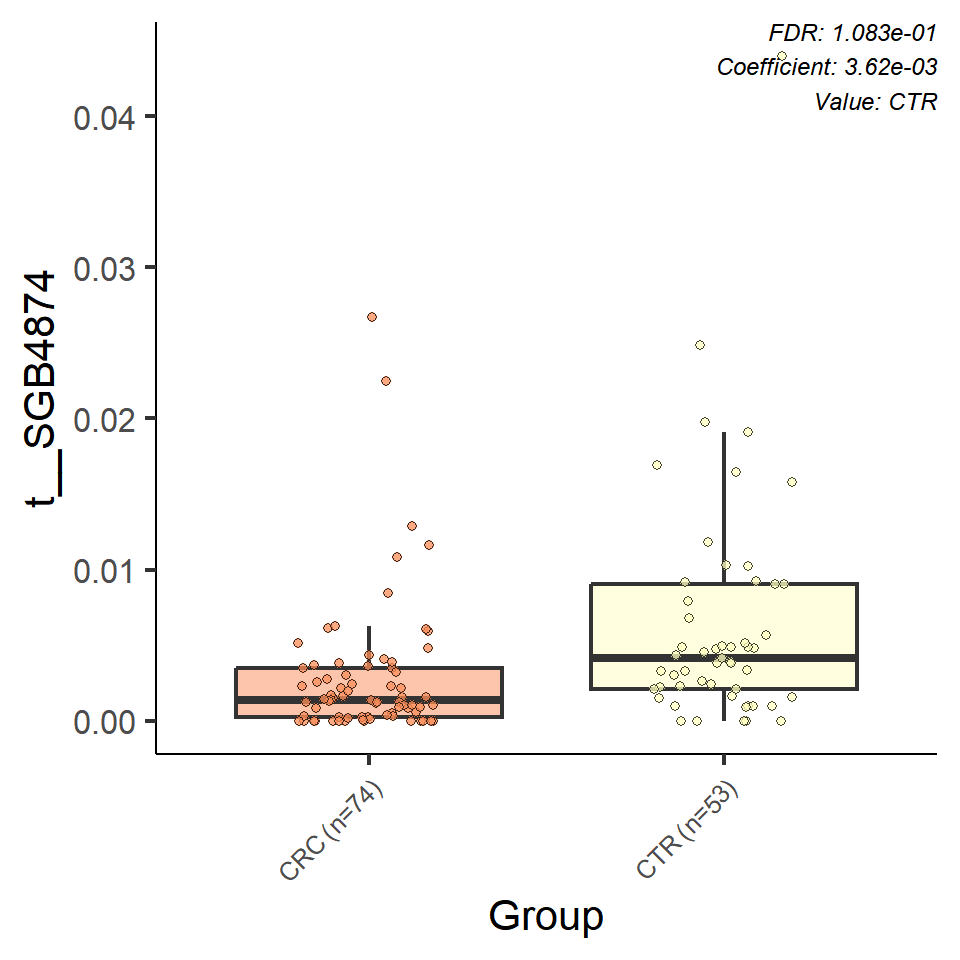 FDR: 1.083e-01
Coefficient: 3.62e-03
Value: CTR
0.04
0.03
0.02
0.01
0.00
t__SGB4874
CRC (n=74)
CTR (n=53)
Group